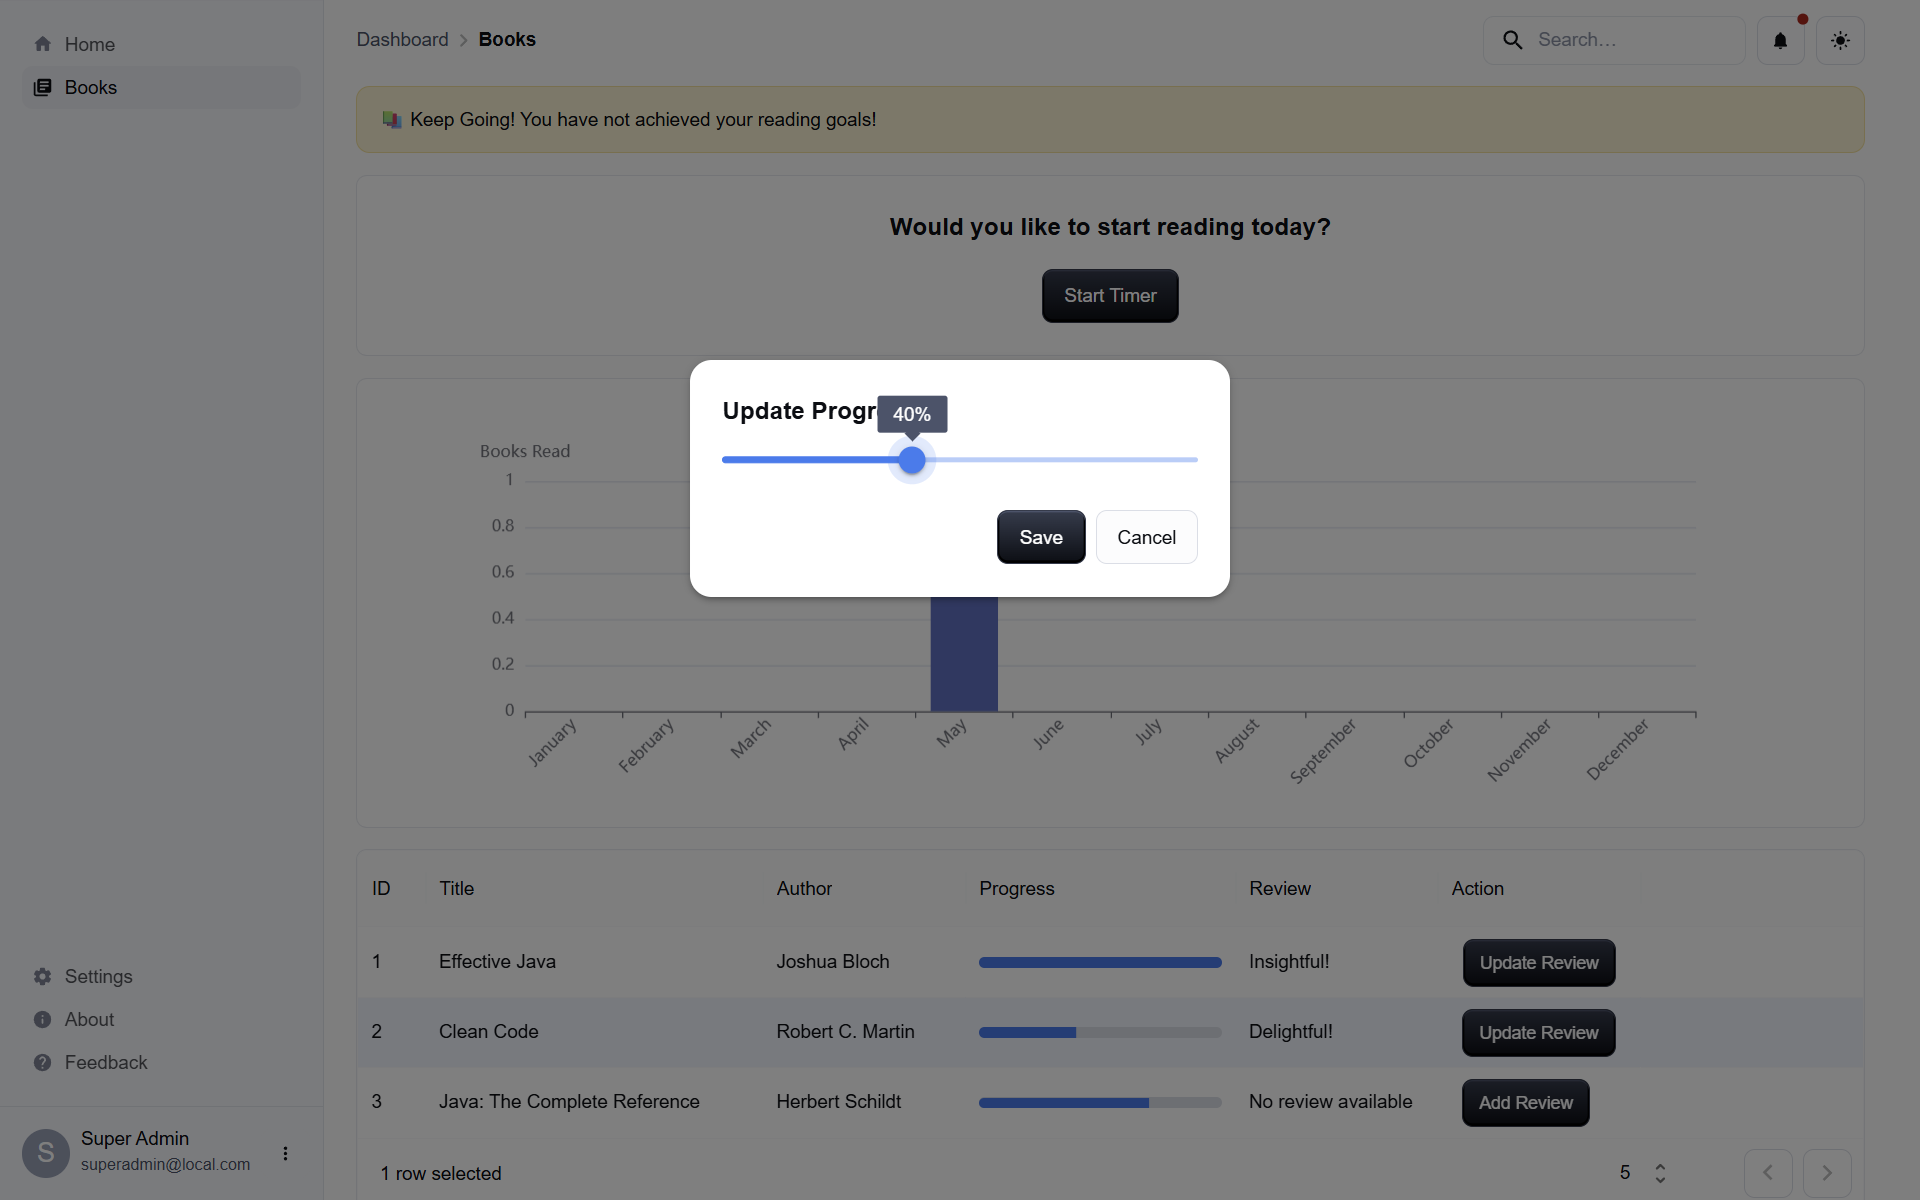 Home
Books
Dashboard
Books
Search…
Keep Going! You have not achieved your reading goals!
Would you like to start reading today?
Start Timer
Update Progr
40%
Save
Cancel
Books Read
1
0.8
0.6
0.4
0.2
0
January
February
March
April
May
June
July
August
September
October
November
December
ID Title Author Progress Review Action
1 Effective Java Joshua Bloch Insightful! Update Review
2 Clean Code Robert C. Martin Delightful! Update Review
3 Java: The Complete Reference Herbert Schildt No review available Add Review
1 row selected
5
Settings
About
Feedback
S
Super Admin
superadmin@local.com